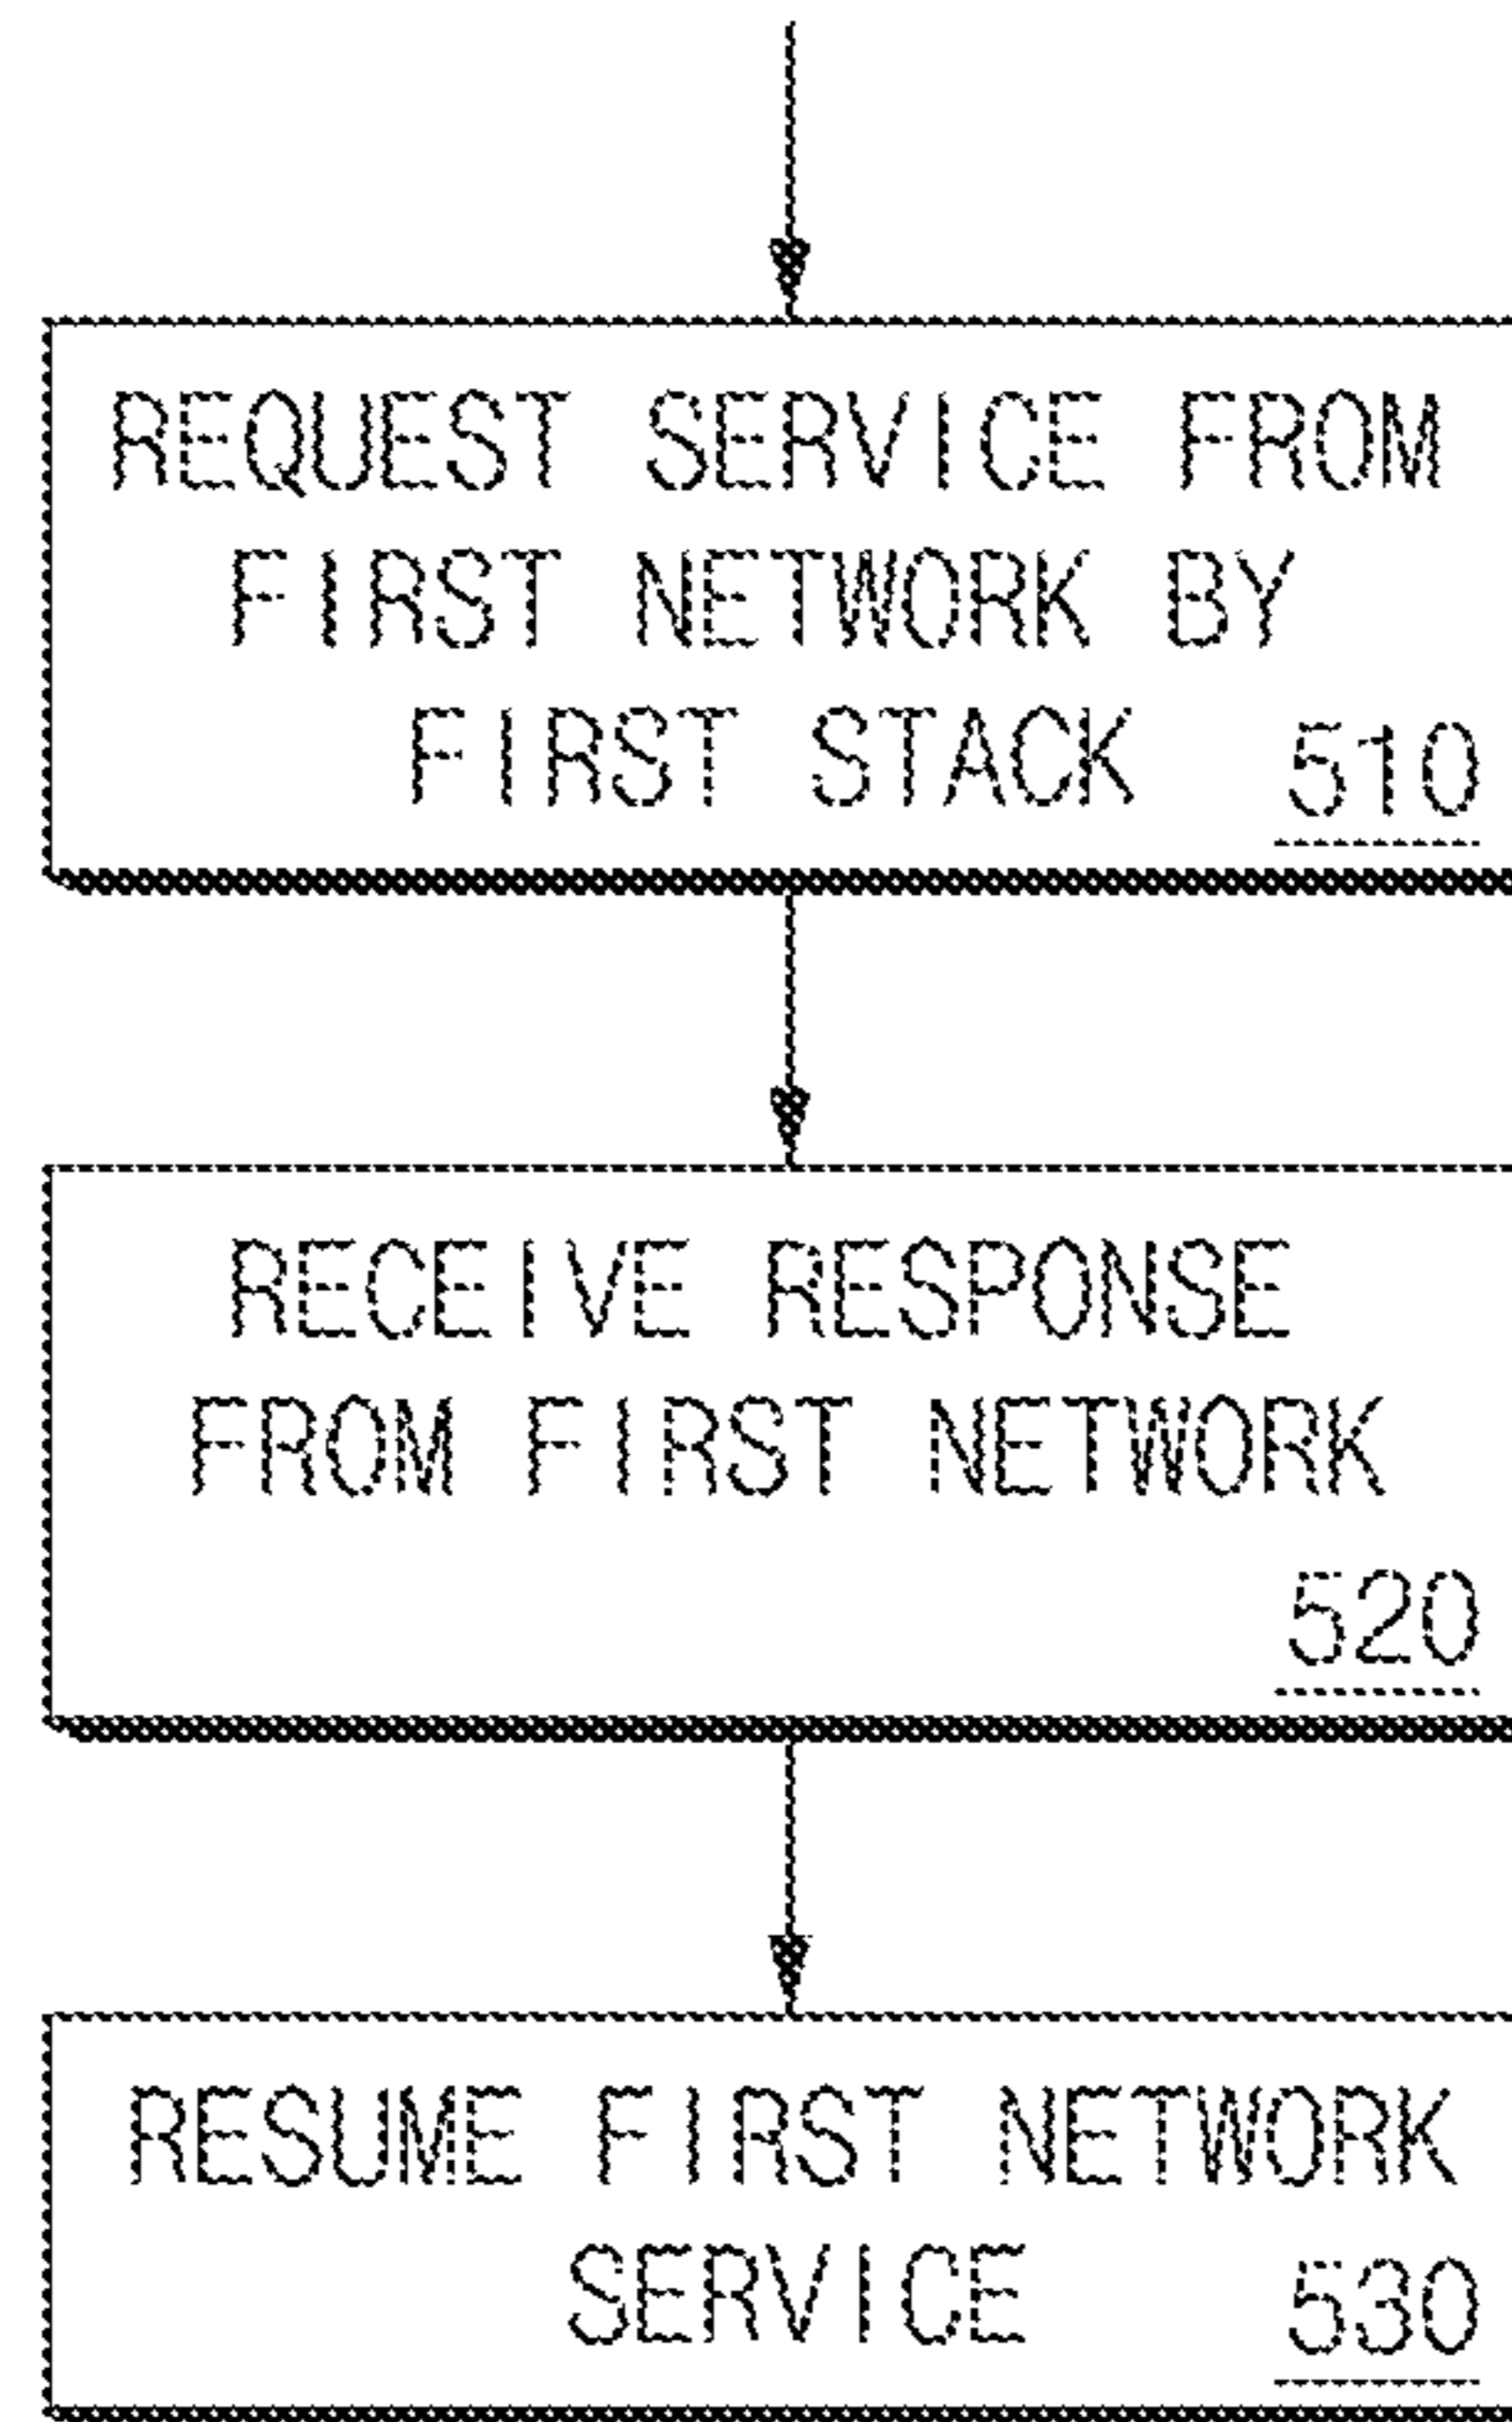 REQUEST SERVICE FROM
FIRST NETWORK BY
FIRST STACK 510
RECEIVE RESPONSE
FROM FIRST NETWORK
520
RESUME FIRST NETWORK
SERVICE 530